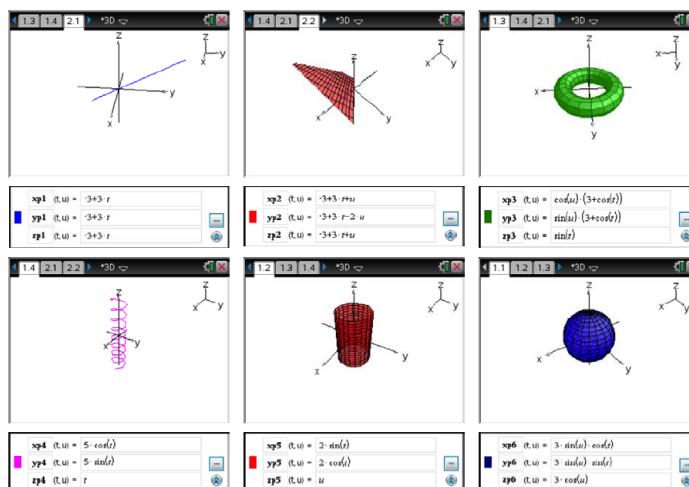 1.3 1.4 2.1 *3D
z
x y
z
y
x
xp1 (t,u) = -3+3·t
yp1 (t,u) = -3+3·t
zp1 (t,u) = -3+3·t
1.4 2.1 2.2 *3D
z
x y
z
x
y
xp2 (t,u) = -3+3·t+u
yp2 (t,u) = -3+3·t-2·u
zp2 (t,u) = -3+3·t+u
1.3 1.4 2.1 *3D
z
x
y
z
x
y
xp3 (t,u) = cos(u)·(3+cos(t))
yp3 (t,u) = sin(u)·(3+cos(t))
zp3 (t,u) = sin(t)
1.4 2.1 2.2 *3D
z
x y
z
x y
xp4 (t,u) = 5·cos(t)
yp4 (t,u) = 5·sin(t)
zp4 (t,u) = t
1.2 1.3 1.4 *3D
z
x y
z
x y
xp5 (t,u) = 2·sin(t)
yp5 (t,u) = 2·cos(t)
zp5 (t,u) = u
1.1 1.2 1.3 *3D
z
x y
z
x y
xp6 (t,u) = 3·sin(u)·cos(t)
yp6 (t,u) = 3·sin(u)·sin(t)
zp6 (t,u) = 3·cos(u)